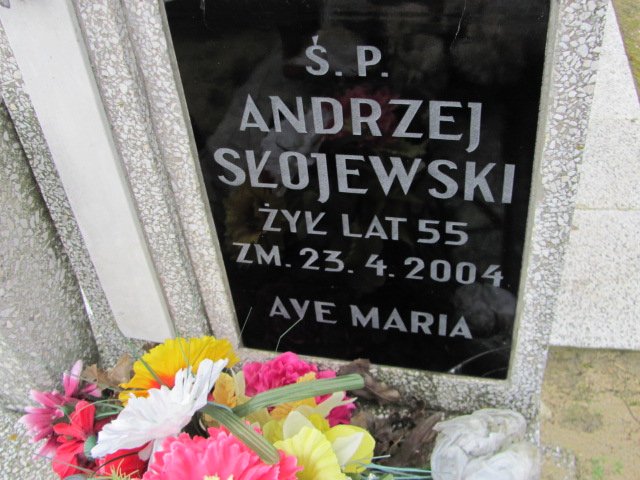 Ś. P.
ANDRZEJ
SŁOJEWSKI
ŻYŁ LAT 55
ZM. 23. 4. 2004
AVE MARIA